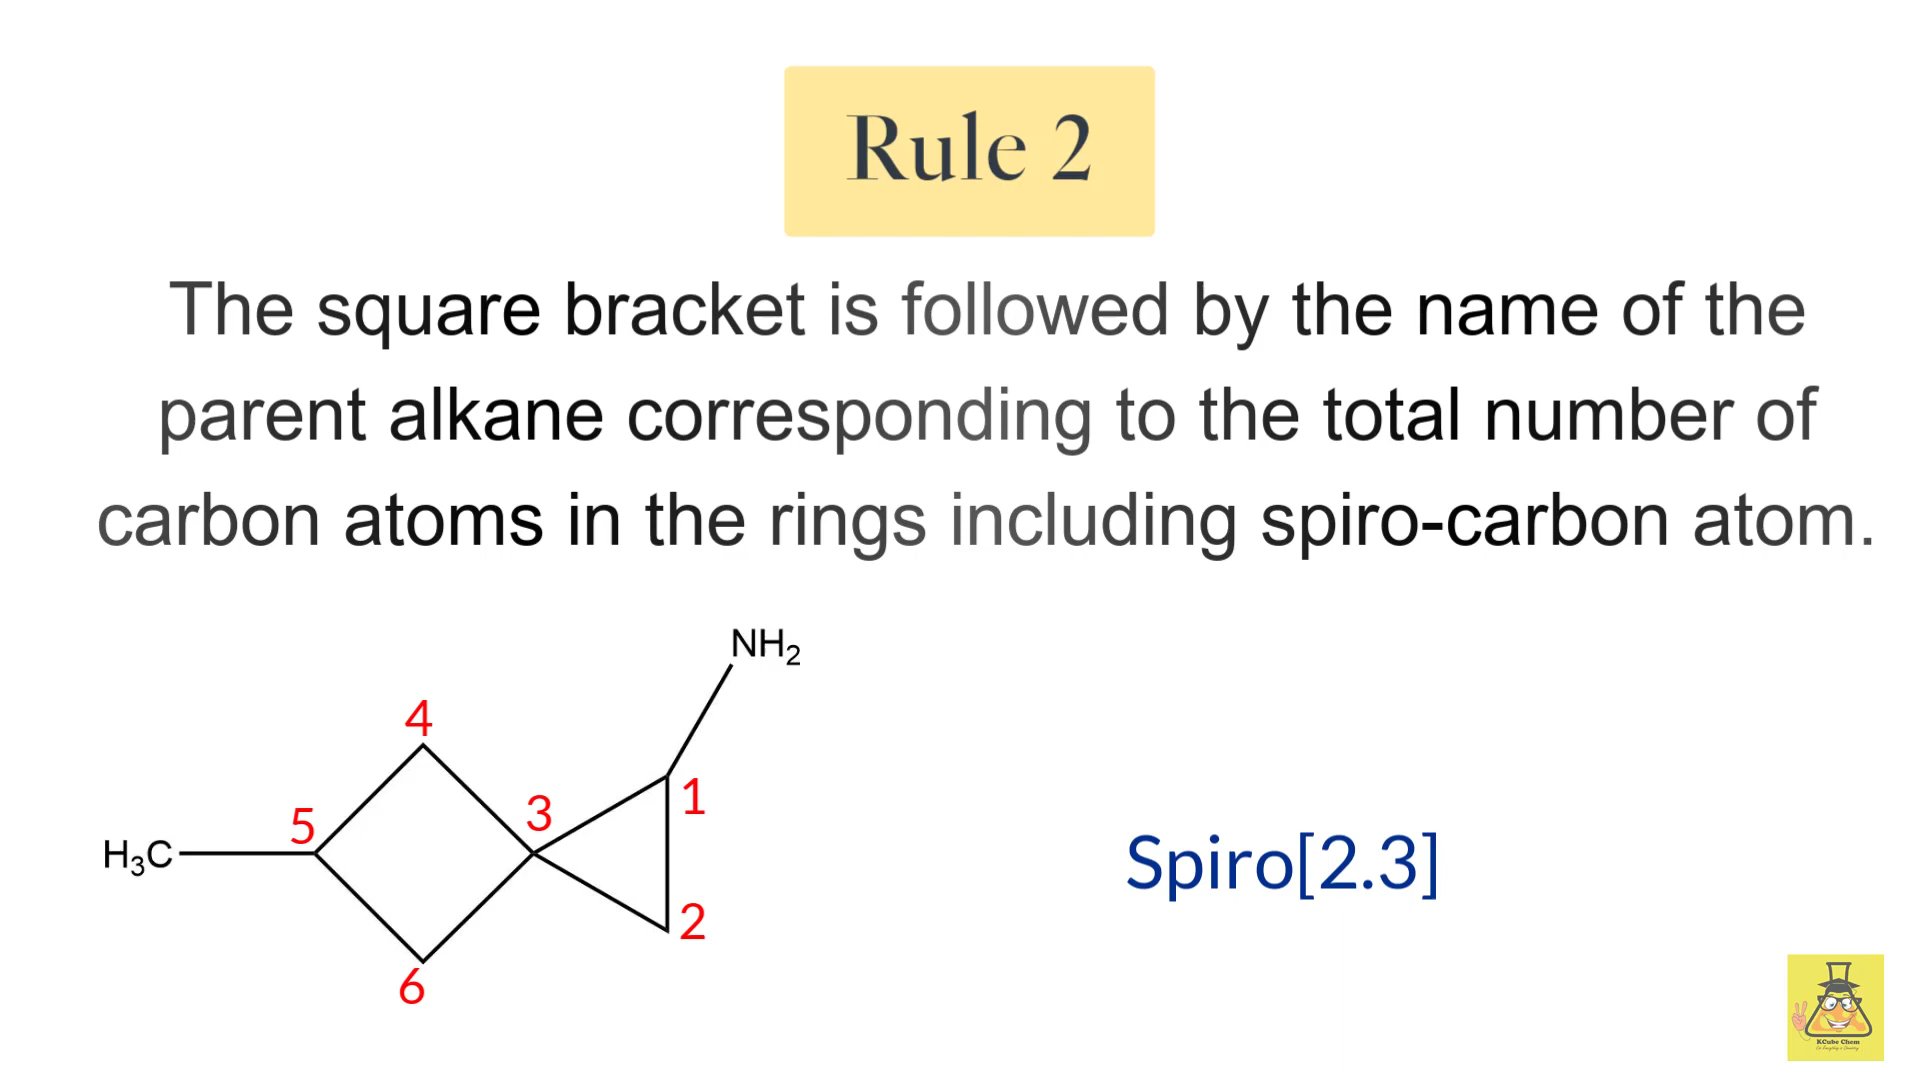 Rule 2
The square bracket is followed by the name of the
parent alkane corresponding to the total number of
carbon atoms in the rings including spiro-carbon atom.
NH2
4
5
3
1
H3C
2
6
Spiro[2.3]
KCube Chem